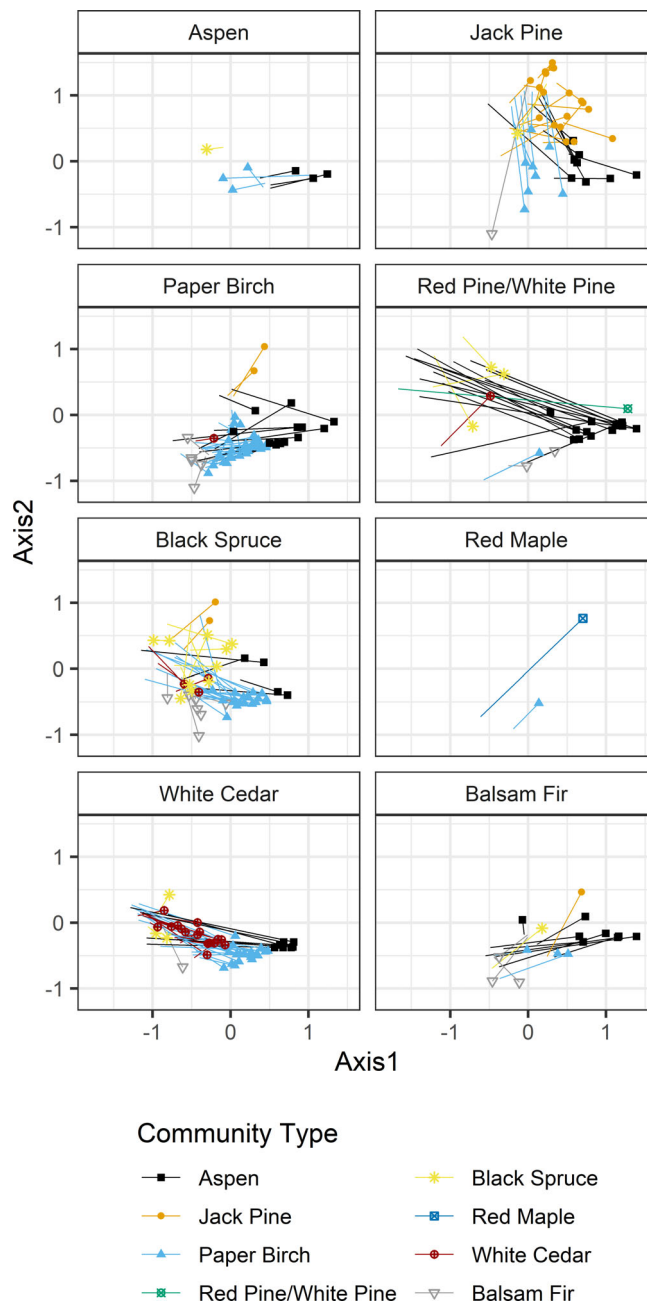 Aspen Jack Pine
1
0
-1
Paper Birch Red Pine/White Pine
1
0
-1
Axis2
Black Spruce Red Maple
1
0
-1
White Cedar Balsam Fir
1
0
-1
-1 0 1 -1 0 1
Axis1
Community Type
Aspen Black Spruce
Jack Pine Red Maple
Paper Birch White Cedar
Red Pine/White Pine Balsam Fir